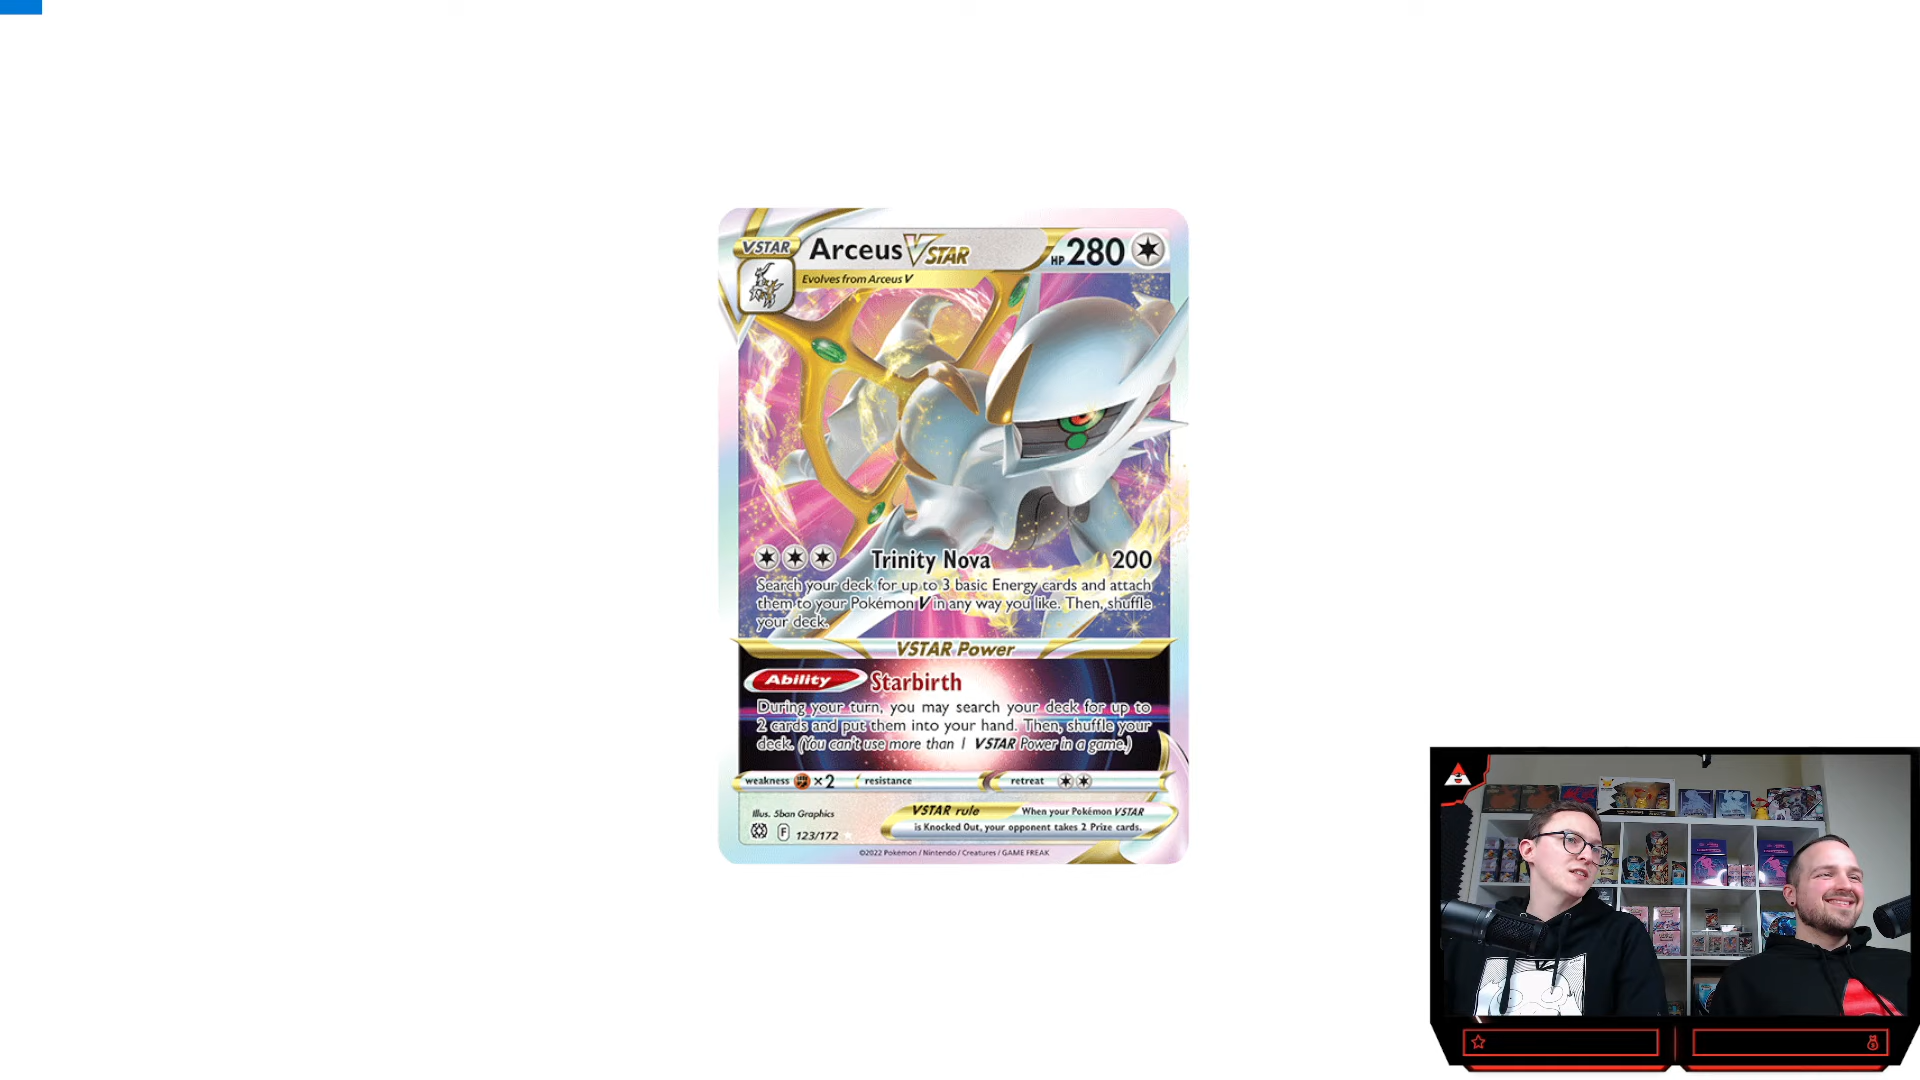 VSTAR
Arceus VSTAR
HP 280
Evolves from Arceus V
Trinity Nova 200
Search your deck for up to 3 basic Energy cards and attach
them to your Pokémon V in any way you like. Then, shuffle
your deck.
VSTAR Power
Ability Starbirth
During your turn, you may search your deck for up to
2 cards and put them into your hand. Then, shuffle your
deck. (You can't use more than 1 VSTAR Power in a game.)
weakness ×2 resistance retreat
Illus. 5ban Graphics
VSTAR rule When your Pokémon VSTAR
is Knocked Out, your opponent takes 2 Prize cards.
F 123/172
©2022 Pokémon / Nintendo / Creatures / GAME FREAK